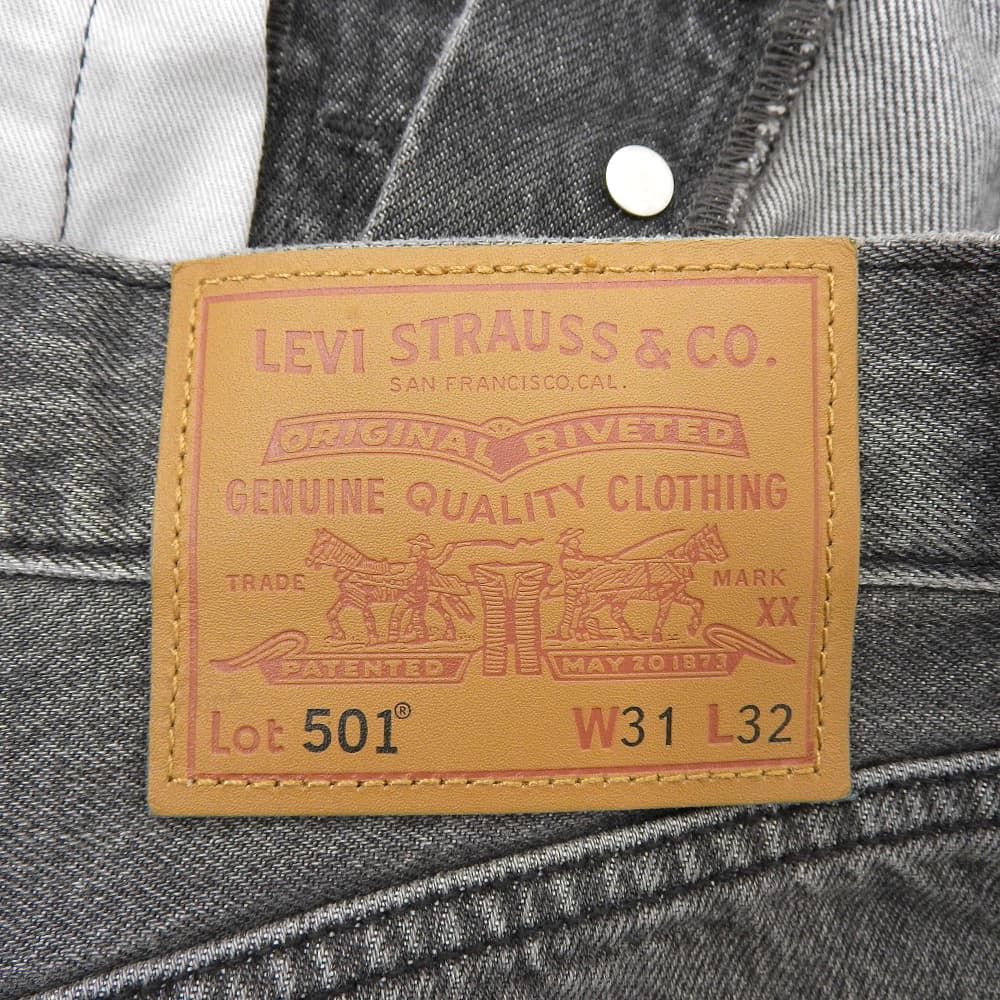 LEVI STRAUSS & CO.
SAN FRANCISCO, CAL.
ORIGINAL RIVETED
GENUINE QUALITY CLOTHING
TRADE MARK
XX
PATENTED MAY 20 1873
Lot 501® W31 L32